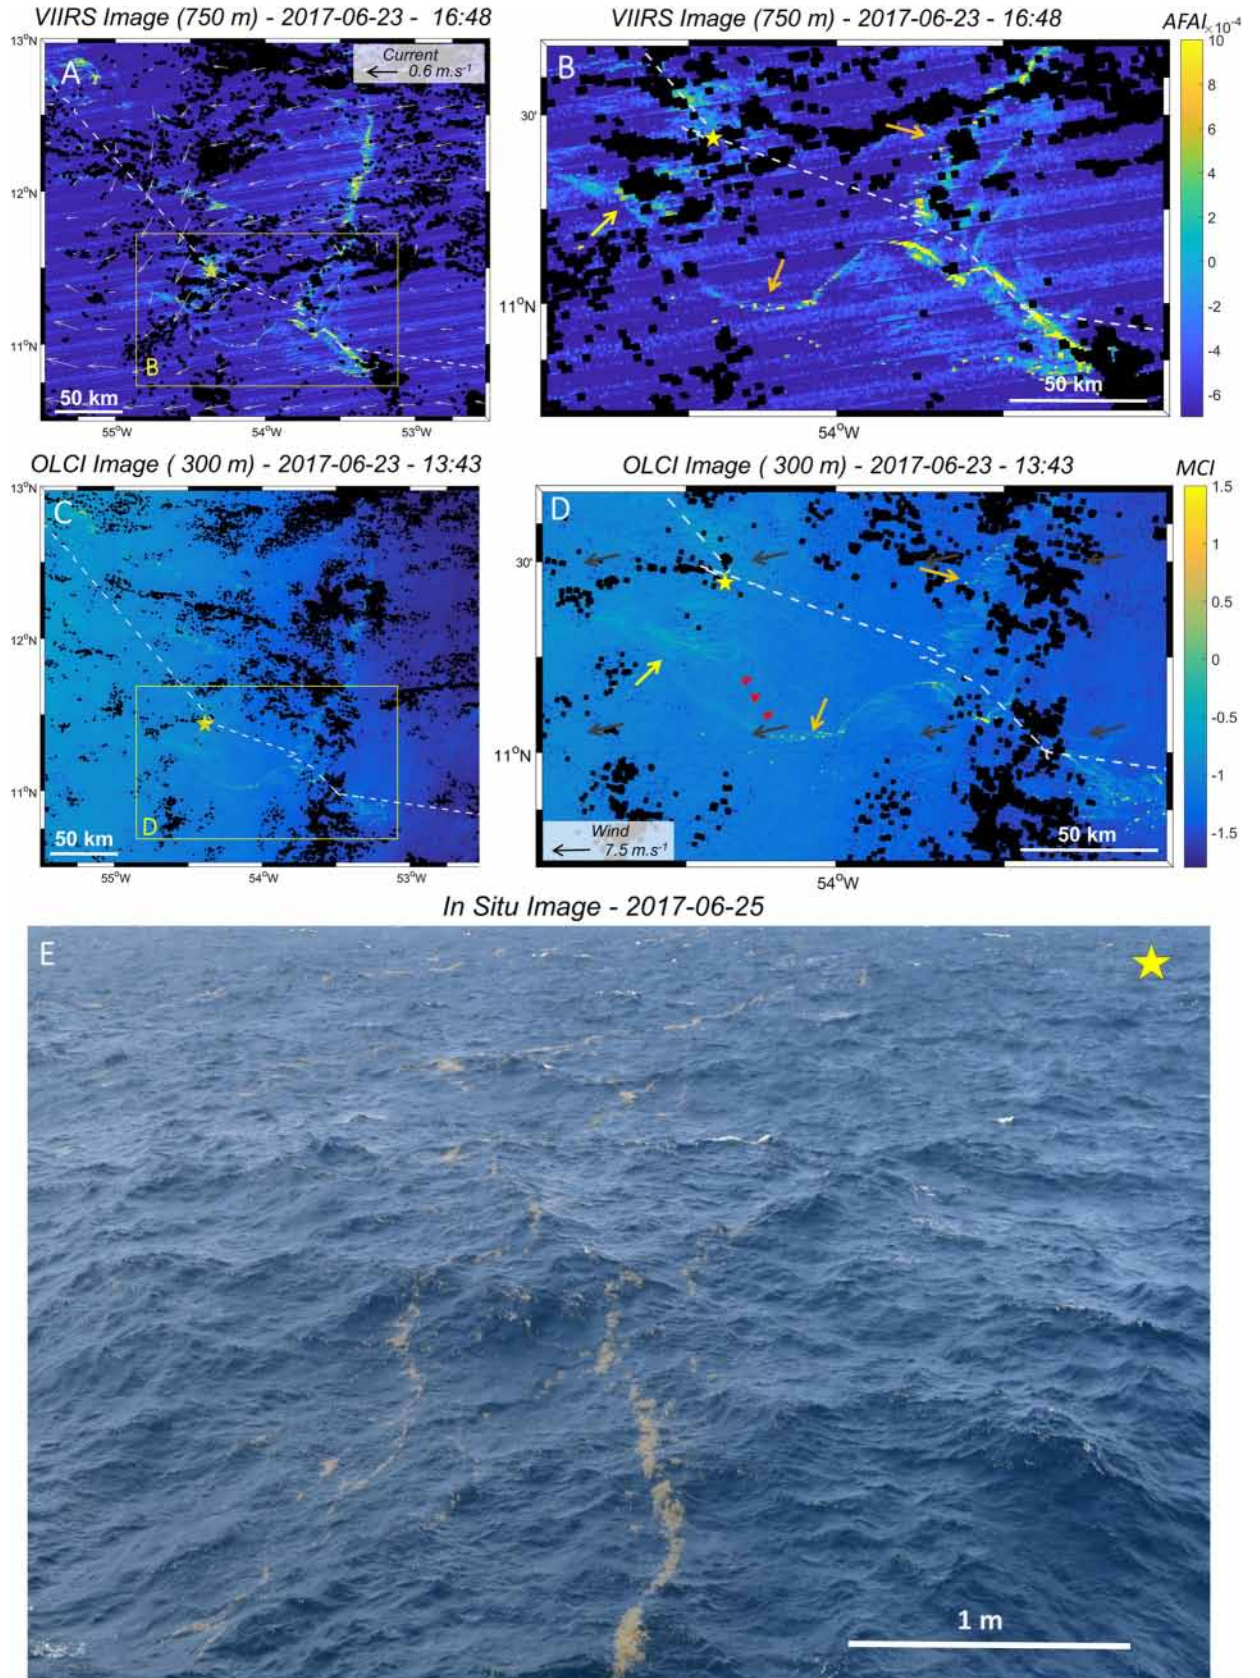 VIIRS Image (750 m) - 2017-06-23 - 16:48
VIIRS Image (750 m) - 2017-06-23 - 16:48
AFAI
×10⁻⁴
A
Current
0.6 m.s⁻¹
13°N
12°N
11°N
B
50 km
55°W
54°W
53°W
B
30'
11°N
50 km
54°W
10
8
6
4
2
0
-2
-4
-6
OLCI Image ( 300 m) - 2017-06-23 - 13:43
OLCI Image ( 300 m) - 2017-06-23 - 13:43
MCI
C
13°N
12°N
11°N
D
50 km
55°W
54°W
53°W
D
30'
11°N
Wind
7.5 m.s⁻¹
50 km
54°W
1.5
1
0.5
0
-0.5
-1
-1.5
In Situ Image - 2017-06-25
E
1 m